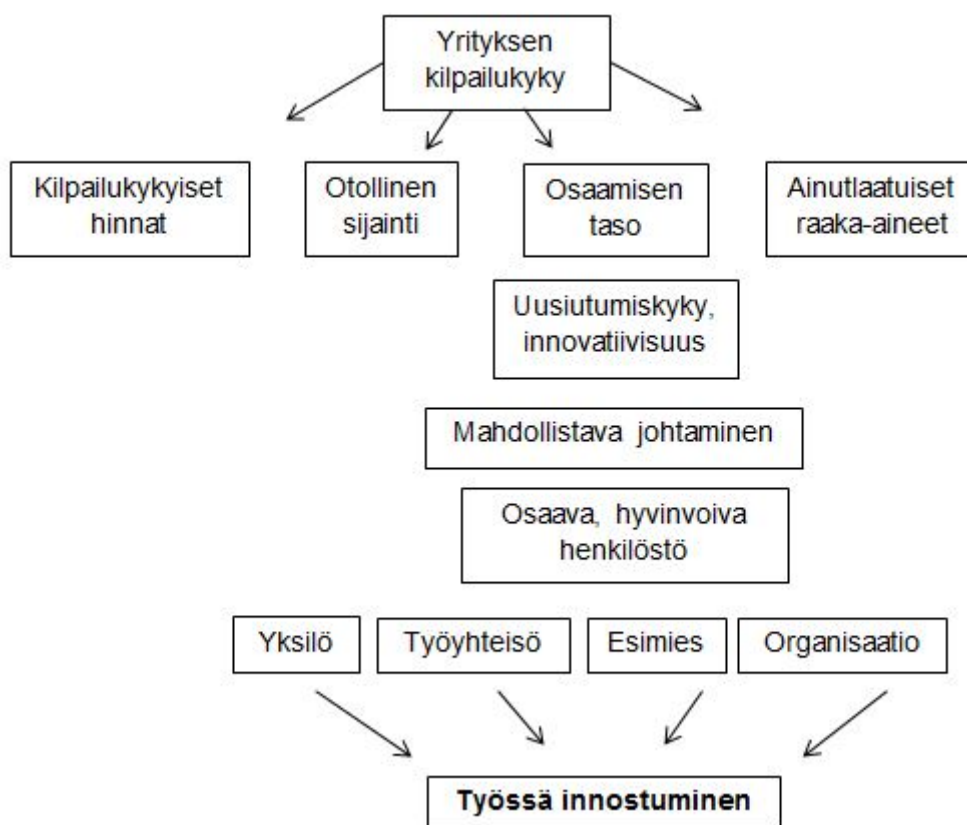 Yrityksen
kilpailukyky
Kilpailukykyiset
hinnat
Otollinen
sijainti
Osaamisen
taso
Ainutlaatuiset
raaka-aineet
Uusiutumiskyky,
innovatiivisuus
Mahdollistava johtaminen
Osaava, hyvinvoiva
henkilöstö
Yksilö
Työyhteisö
Esimies
Organisaatio
Työssä innostuminen